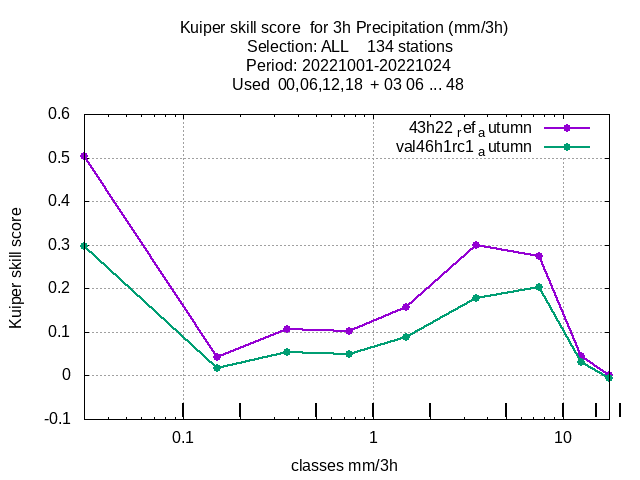 Kuiper skill score  for 3h Precipitation (mm/3h)
Selection: ALL    134 stations
Period: 20221001-20221024
Used  00,06,12,18  + 03 06 ... 48
43h22 ref a utumn
val46h1rc1 a utumn
0.6
0.5
0.4
0.3
0.2
0.1
0
-0.1
Kuiper skill score
0.1
1
10
classes mm/3h